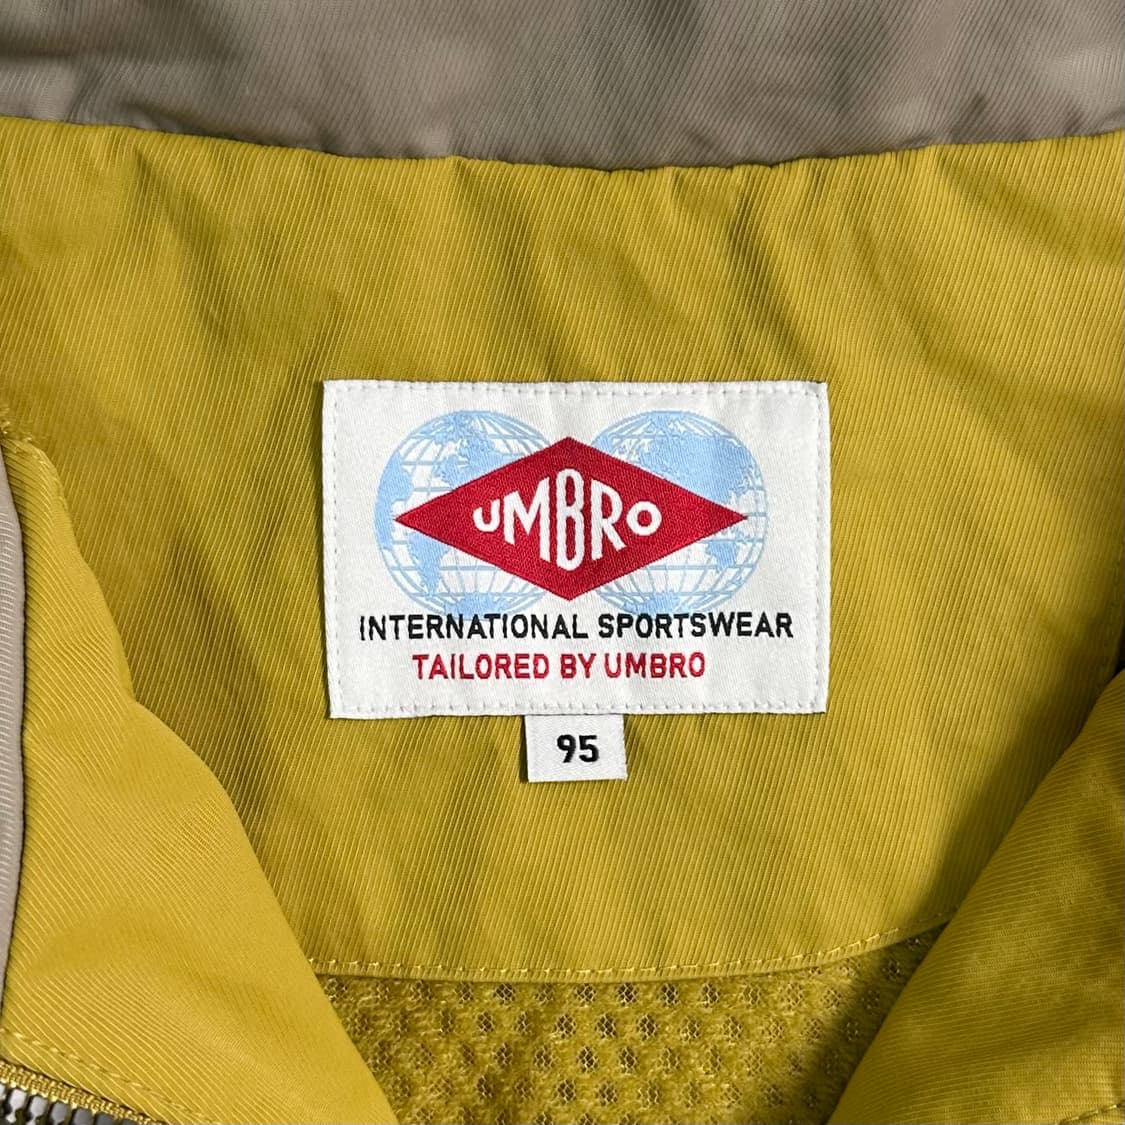 UMBRO
INTERNATIONAL SPORTSWEAR
TAILORED BY UMBRO
95